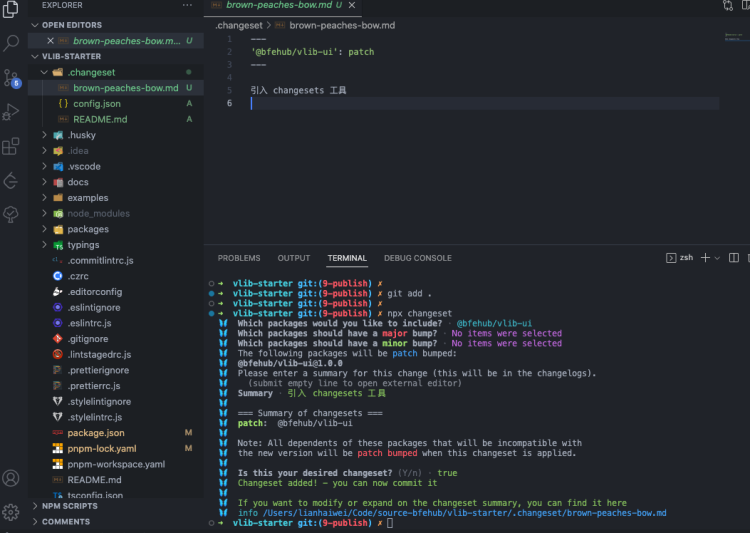 EXPLORER
OPEN EDITORS
brown-peaches-bow.m... U
VLIB-STARTER
.changeset
brown-peaches-bow.md U
config.json A
README.md A
.husky
.idea
.vscode
docs
examples
node_modules
packages
typings
.commitlintrc.js
.czrc
.editorconfig
.eslintignore
.eslintrc.js
.gitignore
.lintstagedrc.js
.prettierignore
.prettierrc.js
.stylelintignore
.stylelintrc.js
package.json M
pnpm-lock.yaml M
pnpm-workspace.yaml
README.md
tsconfig.json
NPM SCRIPTS
COMMENTS
5
brown-peaches-bow.md U
.changeset > brown-peaches-bow.md
1 ---
2 '@bfehub/vlib-ui': patch
3 ---
4
5 引入 changesets 工具
6
PROBLEMS OUTPUT TERMINAL DEBUG CONSOLE
zsh
➜ vlib-starter git:(9-publish) ✗
➜ vlib-starter git:(9-publish) ✗ git add .
➜ vlib-starter git:(9-publish) ✗
➜ vlib-starter git:(9-publish) ✗ npx changeset
🦋 Which packages would you like to include? · @bfehub/vlib-ui
🦋 Which packages should have a major bump? · No items were selected
🦋 Which packages should have a minor bump? · No items were selected
🦋 The following packages will be patch bumped:
🦋 @bfehub/vlib-ui@1.0.0
🦋 Please enter a summary for this change (this will be in the changelogs).
🦋 (submit empty line to open external editor)
🦋 Summary · 引入 changesets 工具
🦋
🦋 === Summary of changesets ===
🦋 patch: @bfehub/vlib-ui
🦋
🦋 Note: All dependents of these packages that will be incompatible with
🦋 the new version will be patch bumped when this changeset is applied.
🦋
🦋 Is this your desired changeset? (Y/n) · true
🦋 Changeset added! - you can now commit it
🦋
🦋 If you want to modify or expand on the changeset summary, you can find it here
🦋 info /Users/lianhaiwei/Code/source-bfehub/vlib-starter/.changeset/brown-peaches-bow.md
➜ vlib-starter git:(9-publish) ✗